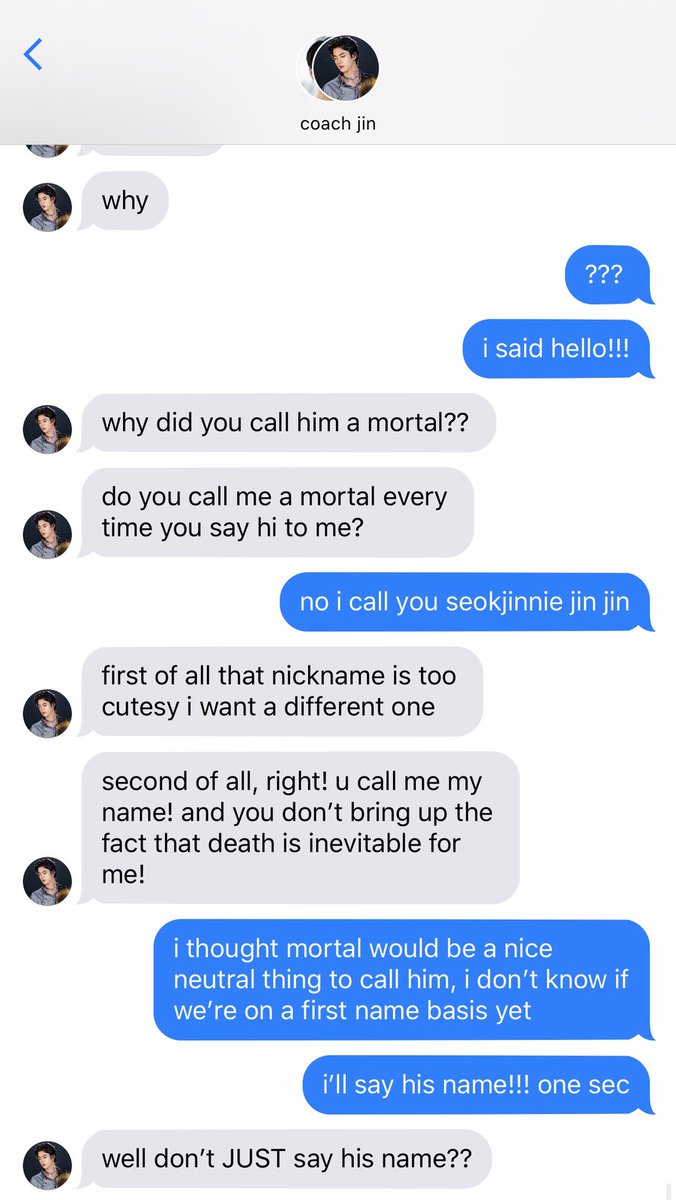 coach jin
why
???
i said hello!!!
why did you call him a mortal??
do you call me a mortal every
time you say hi to me?
no i call you seokjinnie jin jin
first of all that nickname is too
cutesy i want a different one
second of all, right! u call me my
name! and you don’t bring up the
fact that death is inevitable for
me!
i thought mortal would be a nice
neutral thing to call him, i don’t know if
we’re on a first name basis yet
i’ll say his name!!! one sec
well don’t JUST say his name??